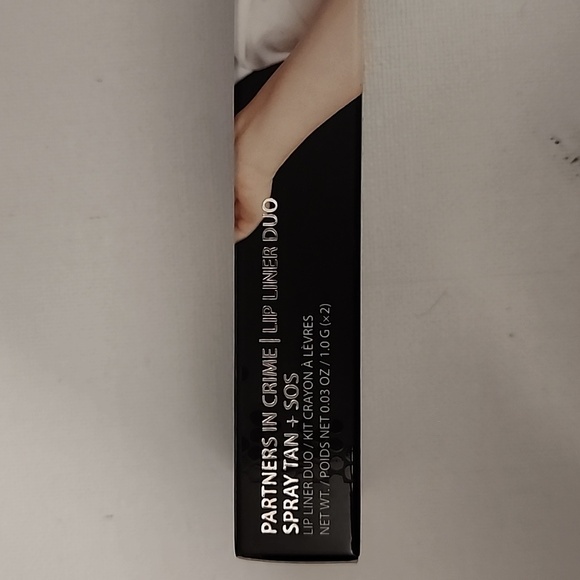 PARTNERS IN CRIME | LIP LINER DUO
SPRAY TAN + SOS
LIP LINER DUO / KIT CRAYON À LÈVRES
NET WT. / POIDS NET 0.03 OZ / 1.0 G (×2)